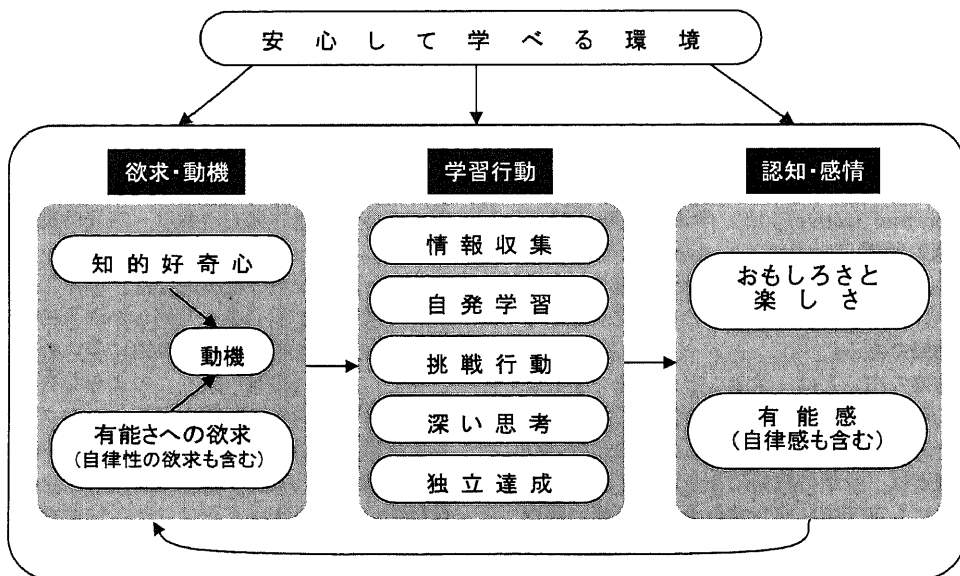 安心して学べる環境
欲求・動機
知的好奇心
動機
有能さへの欲求
(自律性の欲求も含む)
学習行動
情報収集
自発学習
挑戦行動
深い思考
独立達成
認知・感情
おもしろさと
楽しさ
有能感
(自律感も含む)